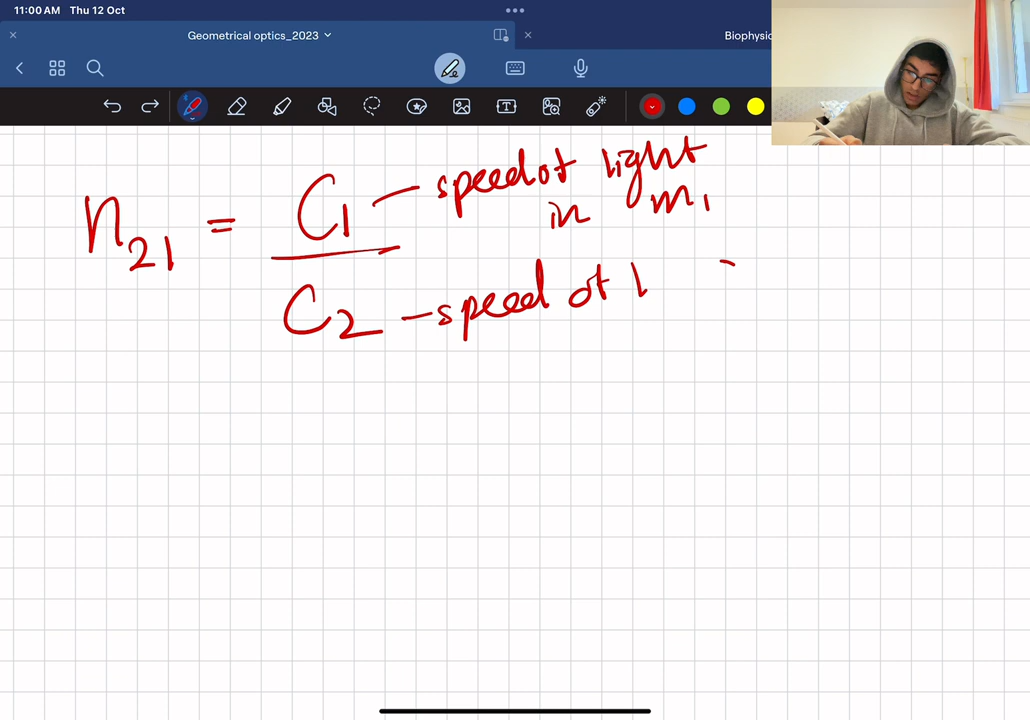 11:00 AM Thu 12 Oct
Geometrical optics_2023
Biophysic
n21 = C1 — speed of light
in m1
C2 — speed of l